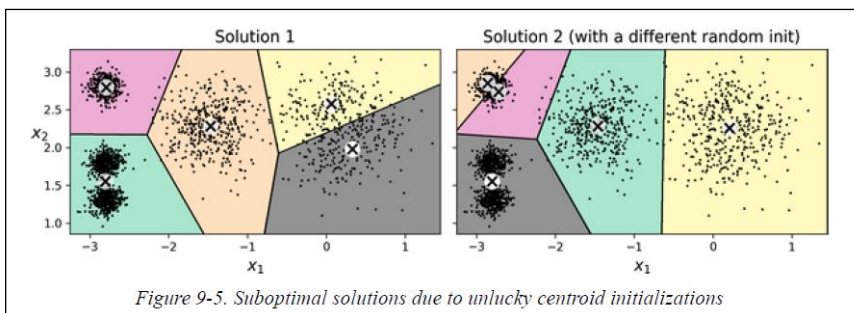 Solution 1
Solution 2 (with a different random init)
3.0
2.5
x2
2.0
1.5
1.0
−3
−2
−1
0
1
−3
−2
−1
0
1
x1
x1
Figure 9-5. Suboptimal solutions due to unlucky centroid initializations